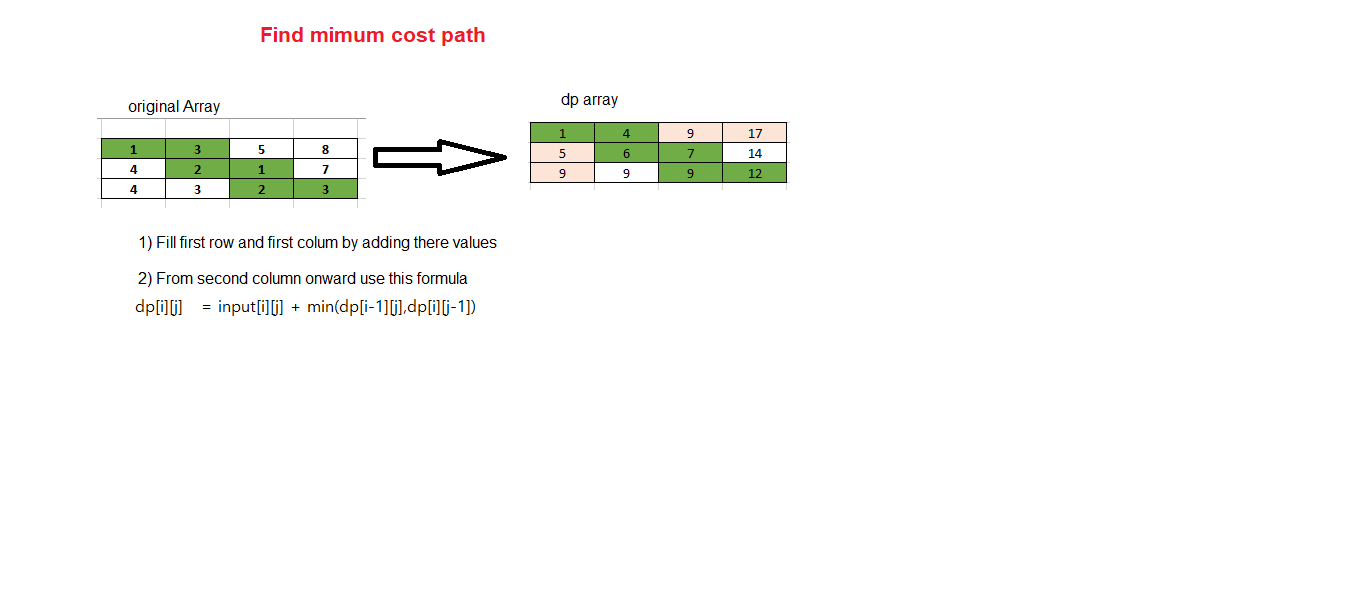 Find mimum cost path
original Array
1 3 5 8
4 2 1 7
4 3 2 3
dp array
1 4 9 17
5 6 7 14
9 9 9 12
1) Fill first row and first colum by adding there values
2) From second column onward use this formula
dp[i][j] = input[i][j] + min(dp[i-1][j],dp[i][j-1])